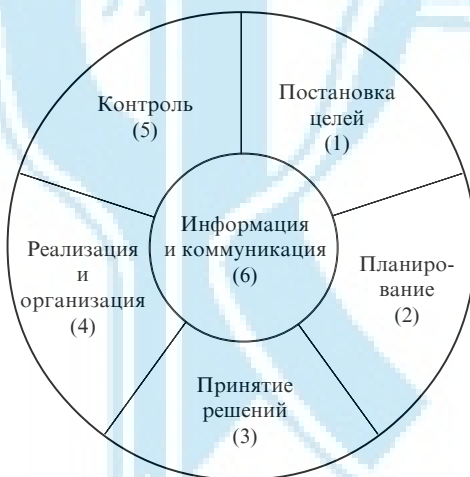 Постановка
целей
(1)
Планиро-
вание
(2)
Принятие
решений
(3)
Реализация
и
организация
(4)
Контроль
(5)
Информация
и коммуникация
(6)